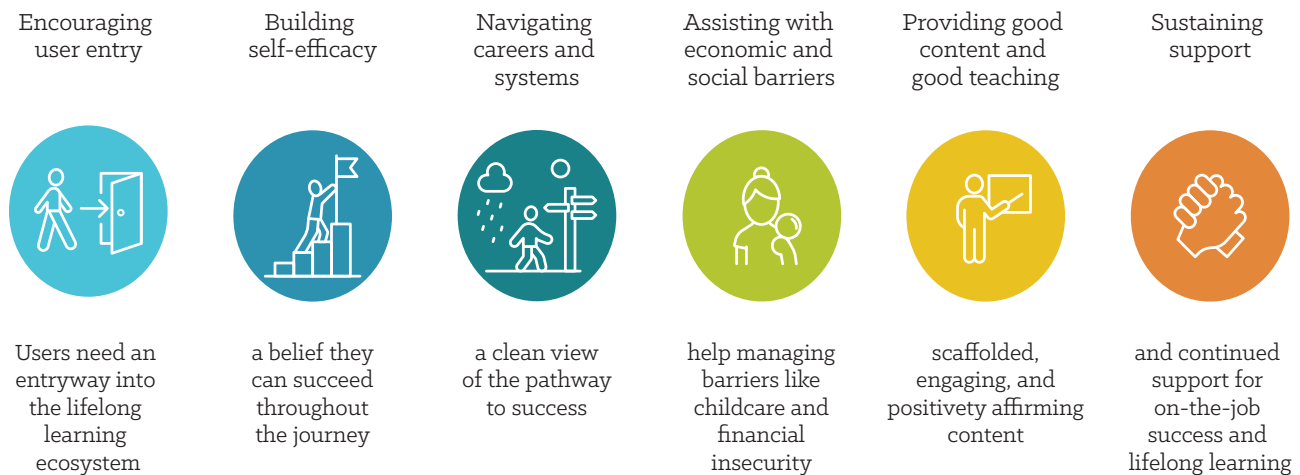 Encouraging
user entry
Building
self-efficacy
Navigating
careers and
systems
Assisting with
economic and
social barriers
Providing good
content and
good teaching
Sustaining
support
Users need an
entryway into
the lifelong
learning
ecosystem
a belief they
can succeed
throughout
the journey
a clean view
of the pathway
to success
help managing
barriers like
childcare and
financial
insecurity
scaffolded,
engaging, and
positivety affirming
content
and continued
support for
on-the-job
success and
lifelong learning